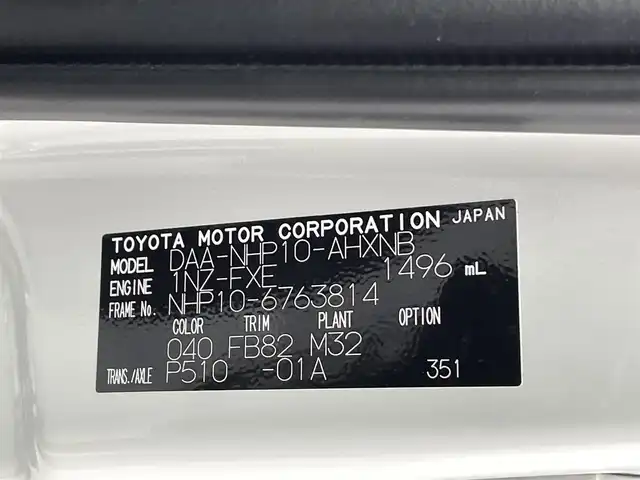 TOYOTA MOTOR CORPORATION JAPAN
MODEL DAA-NHP10-AHXNB
ENGINE 1NZ-FXE 1496 mL
FRAME No. NHP10-6763814
COLOR TRIM PLANT OPTION
040 FB82 M32
TRANS./AXLE P510 -01A 351